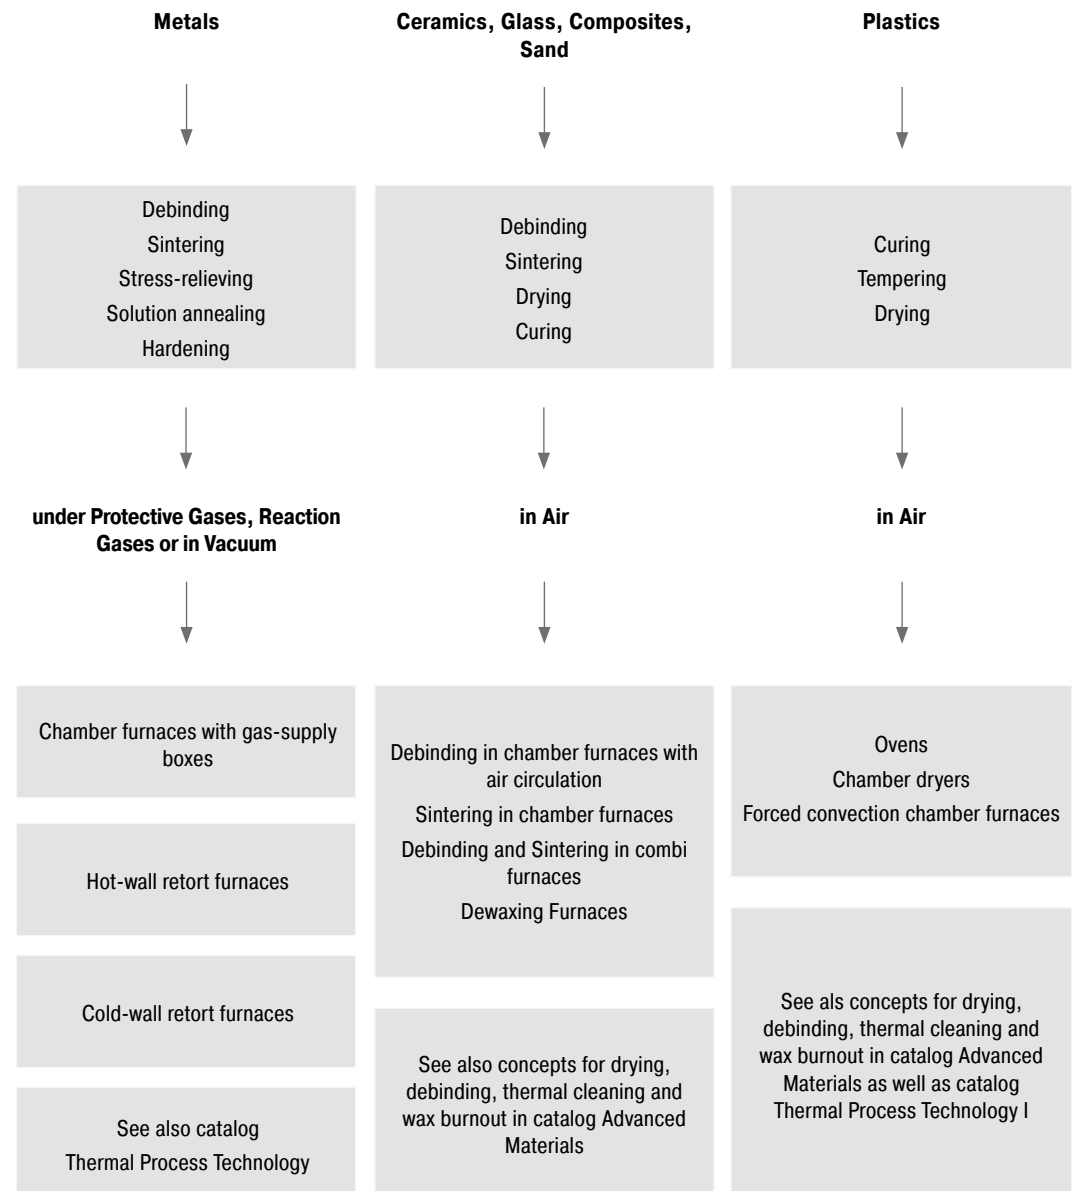 Metals
Ceramics, Glass, Composites,
Sand
Plastics
Debinding
Sintering
Stress-relieving
Solution annealing
Hardening
Debinding
Sintering
Drying
Curing
Curing
Tempering
Drying
under Protective Gases, Reaction
Gases or in Vacuum
in Air
in Air
Chamber furnaces with gas-supply
boxes
Hot-wall retort furnaces
Cold-wall retort furnaces
See also catalog
Thermal Process Technology
Debinding in chamber furnaces with
air circulation
Sintering in chamber furnaces
Debinding and Sintering in combi
furnaces
Dewaxing Furnaces
See also concepts for drying,
debinding, thermal cleaning and
wax burnout in catalog Advanced
Materials
Ovens
Chamber dryers
Forced convection chamber furnaces
See als concepts for drying,
debinding, thermal cleaning and
wax burnout in catalog Advanced
Materials as well as catalog
Thermal Process Technology I